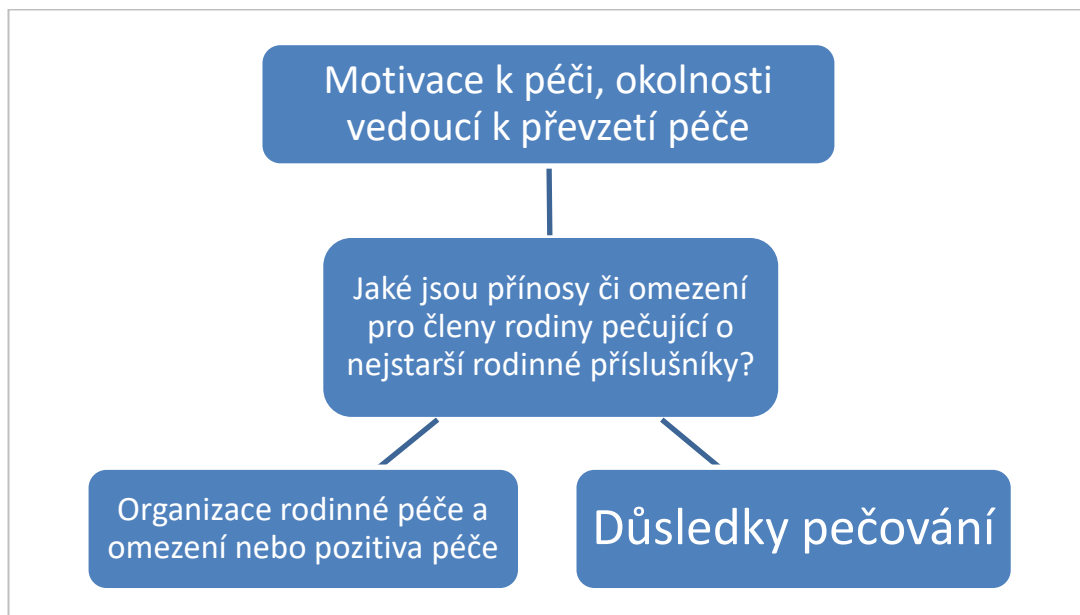 Motivace k péči, okolnosti
vedoucí k převzetí péče
Jaké jsou přínosy či omezení
pro členy rodiny pečující o
nejstarší rodinné příslušníky?
Organizace rodinné péče a
omezení nebo pozitiva péče
Důsledky pečování